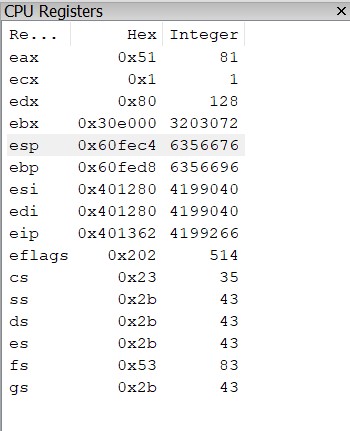 CPU Registers ×
Re... Hex Integer
eax 0x51 81
ecx 0x1 1
edx 0x80 128
ebx 0x30e000 3203072
esp 0x60fec4 6356676
ebp 0x60fed8 6356696
esi 0x401280 4199040
edi 0x401280 4199040
eip 0x401362 4199266
eflags 0x202 514
cs 0x23 35
ss 0x2b 43
ds 0x2b 43
es 0x2b 43
fs 0x53 83
gs 0x2b 43